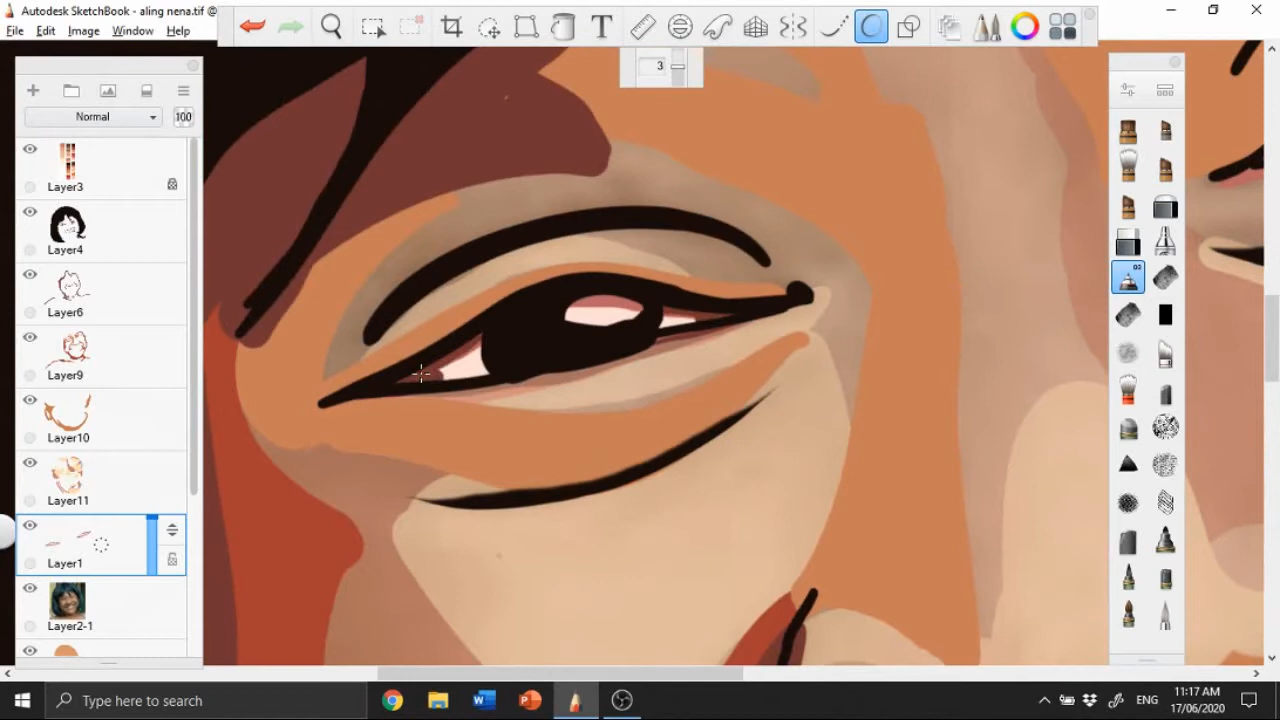 Autodesk SketchBook - aling nena.tif @
File Edit Image Window Help
T
3
Normal 100
Layer3
Layer4
Layer6
Layer9
Layer10
Layer11
Layer1
Layer2-1
03
Type here to search
ENG
11:17 AM
17/06/2020